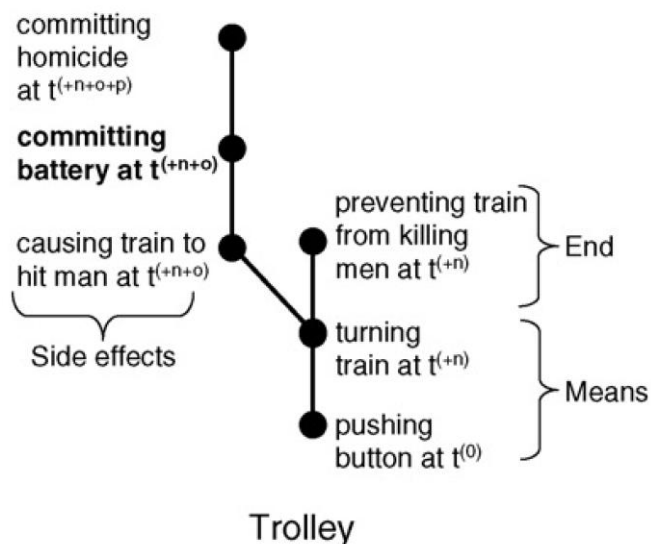 committing
homicide
at t(+n+o+p)
committing
battery at t(+n+o)
causing train to
hit man at t(+n+o)
Side effects
preventing train
from killing
men at t(+n)
End
turning
train at t(+n)
Means
pushing
button at t(0)
Trolley